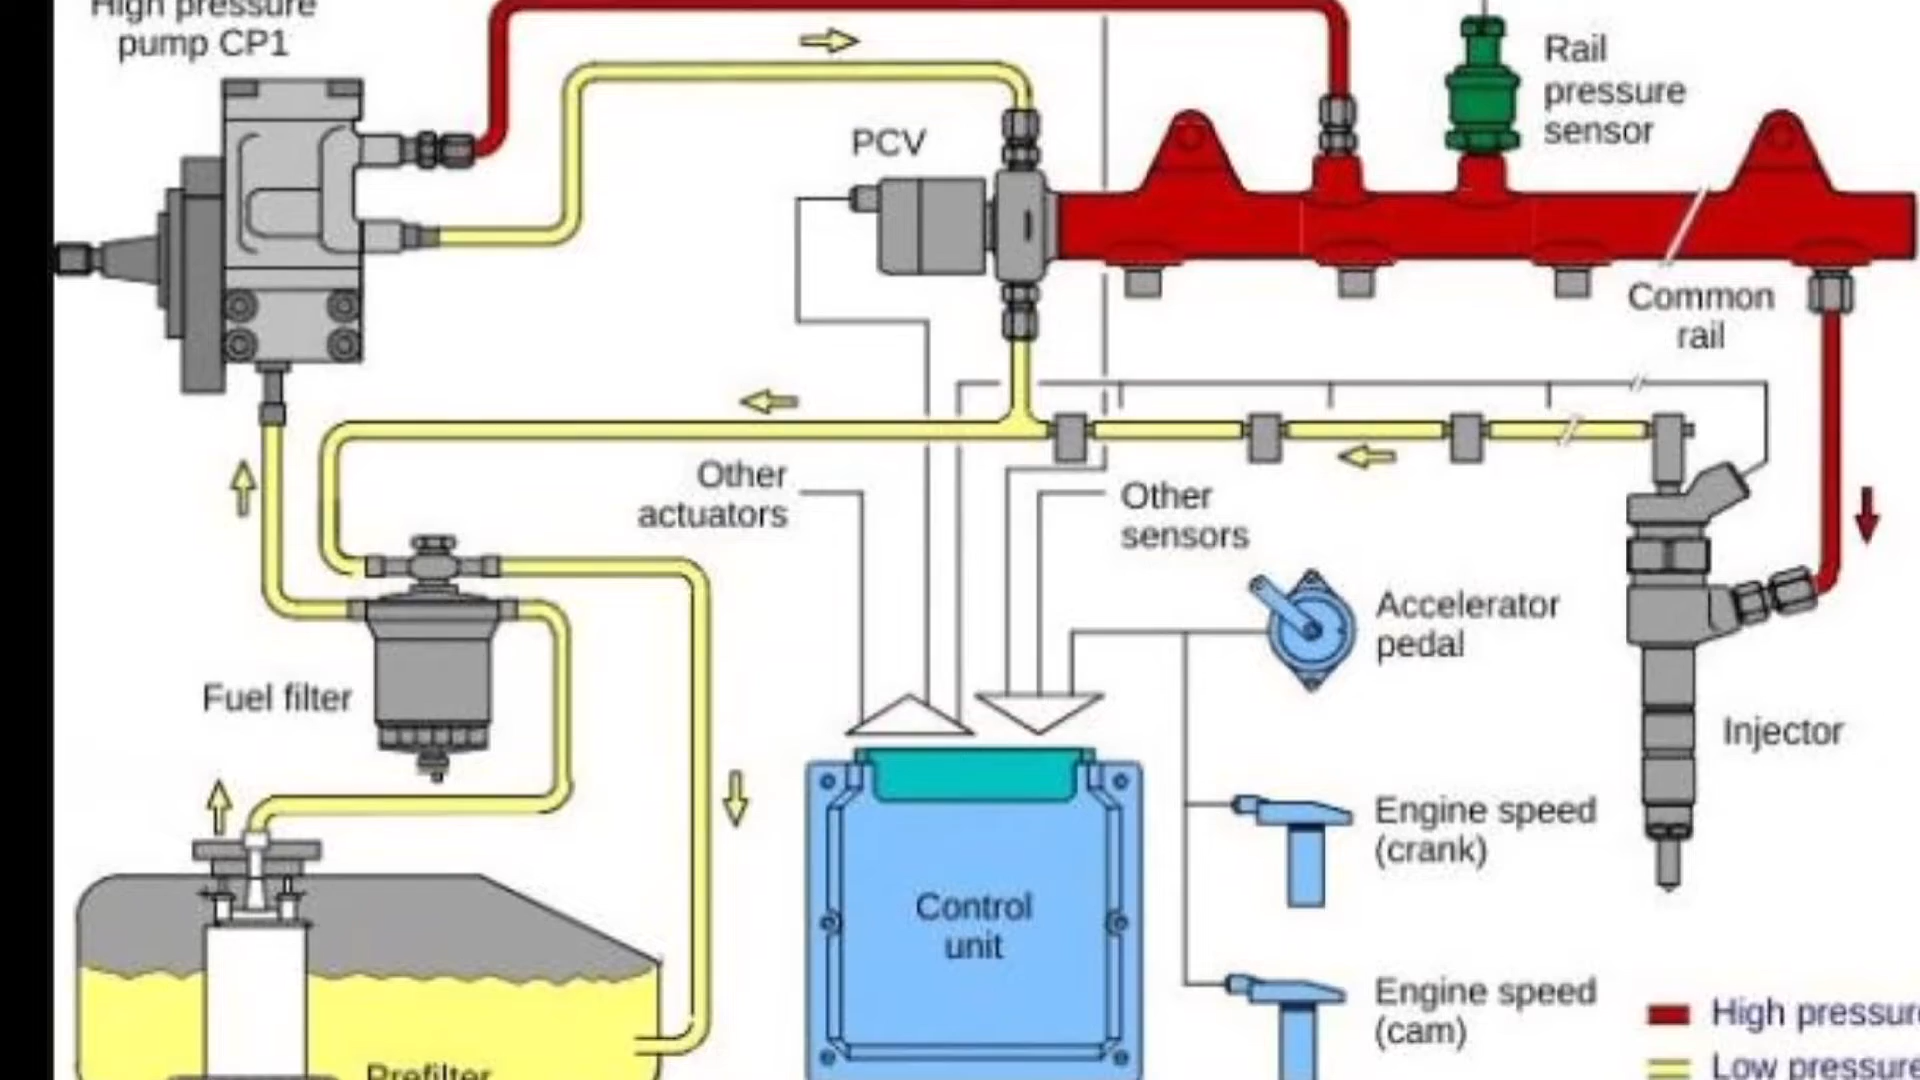 High pressure
pump CP1
PCV
Rail
pressure
sensor
Common
rail
Other
actuators
Other
sensors
Accelerator
pedal
Fuel filter
Injector
Engine speed
(crank)
Control
unit
Engine speed
(cam)
High pressure
Low pressure
Prefilter